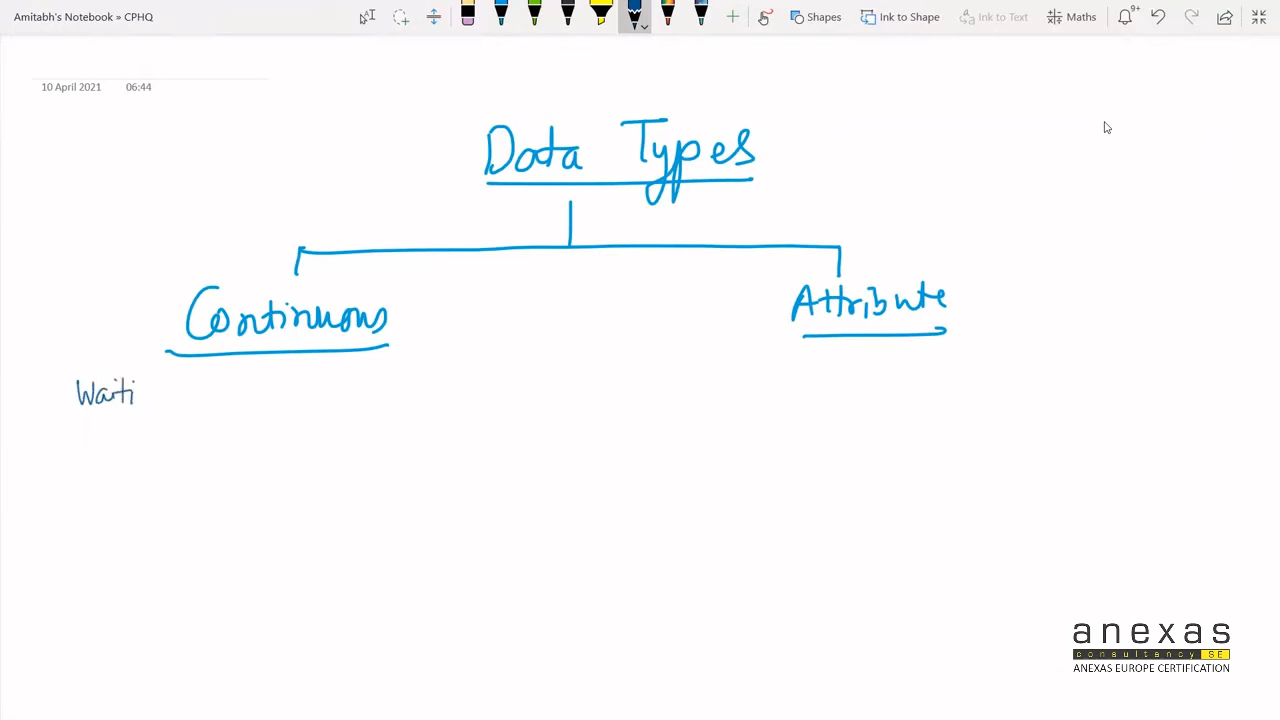 Amitabh's Notebook » CPHQ
Shapes
Ink to Shape
Ink to Text
Maths
9+
10 April 2021 06:44
Data Types
Continuous
Attribute
Waiti
anexas
consultancy SE
ANEXAS EUROPE CERTIFICATION